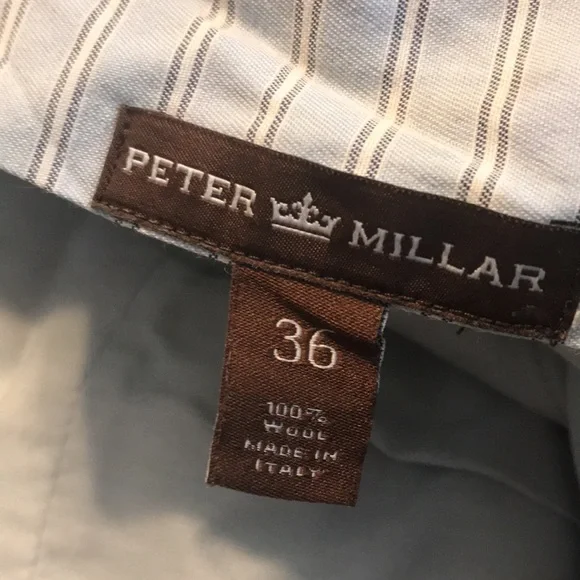 PETER MILLAR
36
100%
WOOL
MADE IN
ITALY